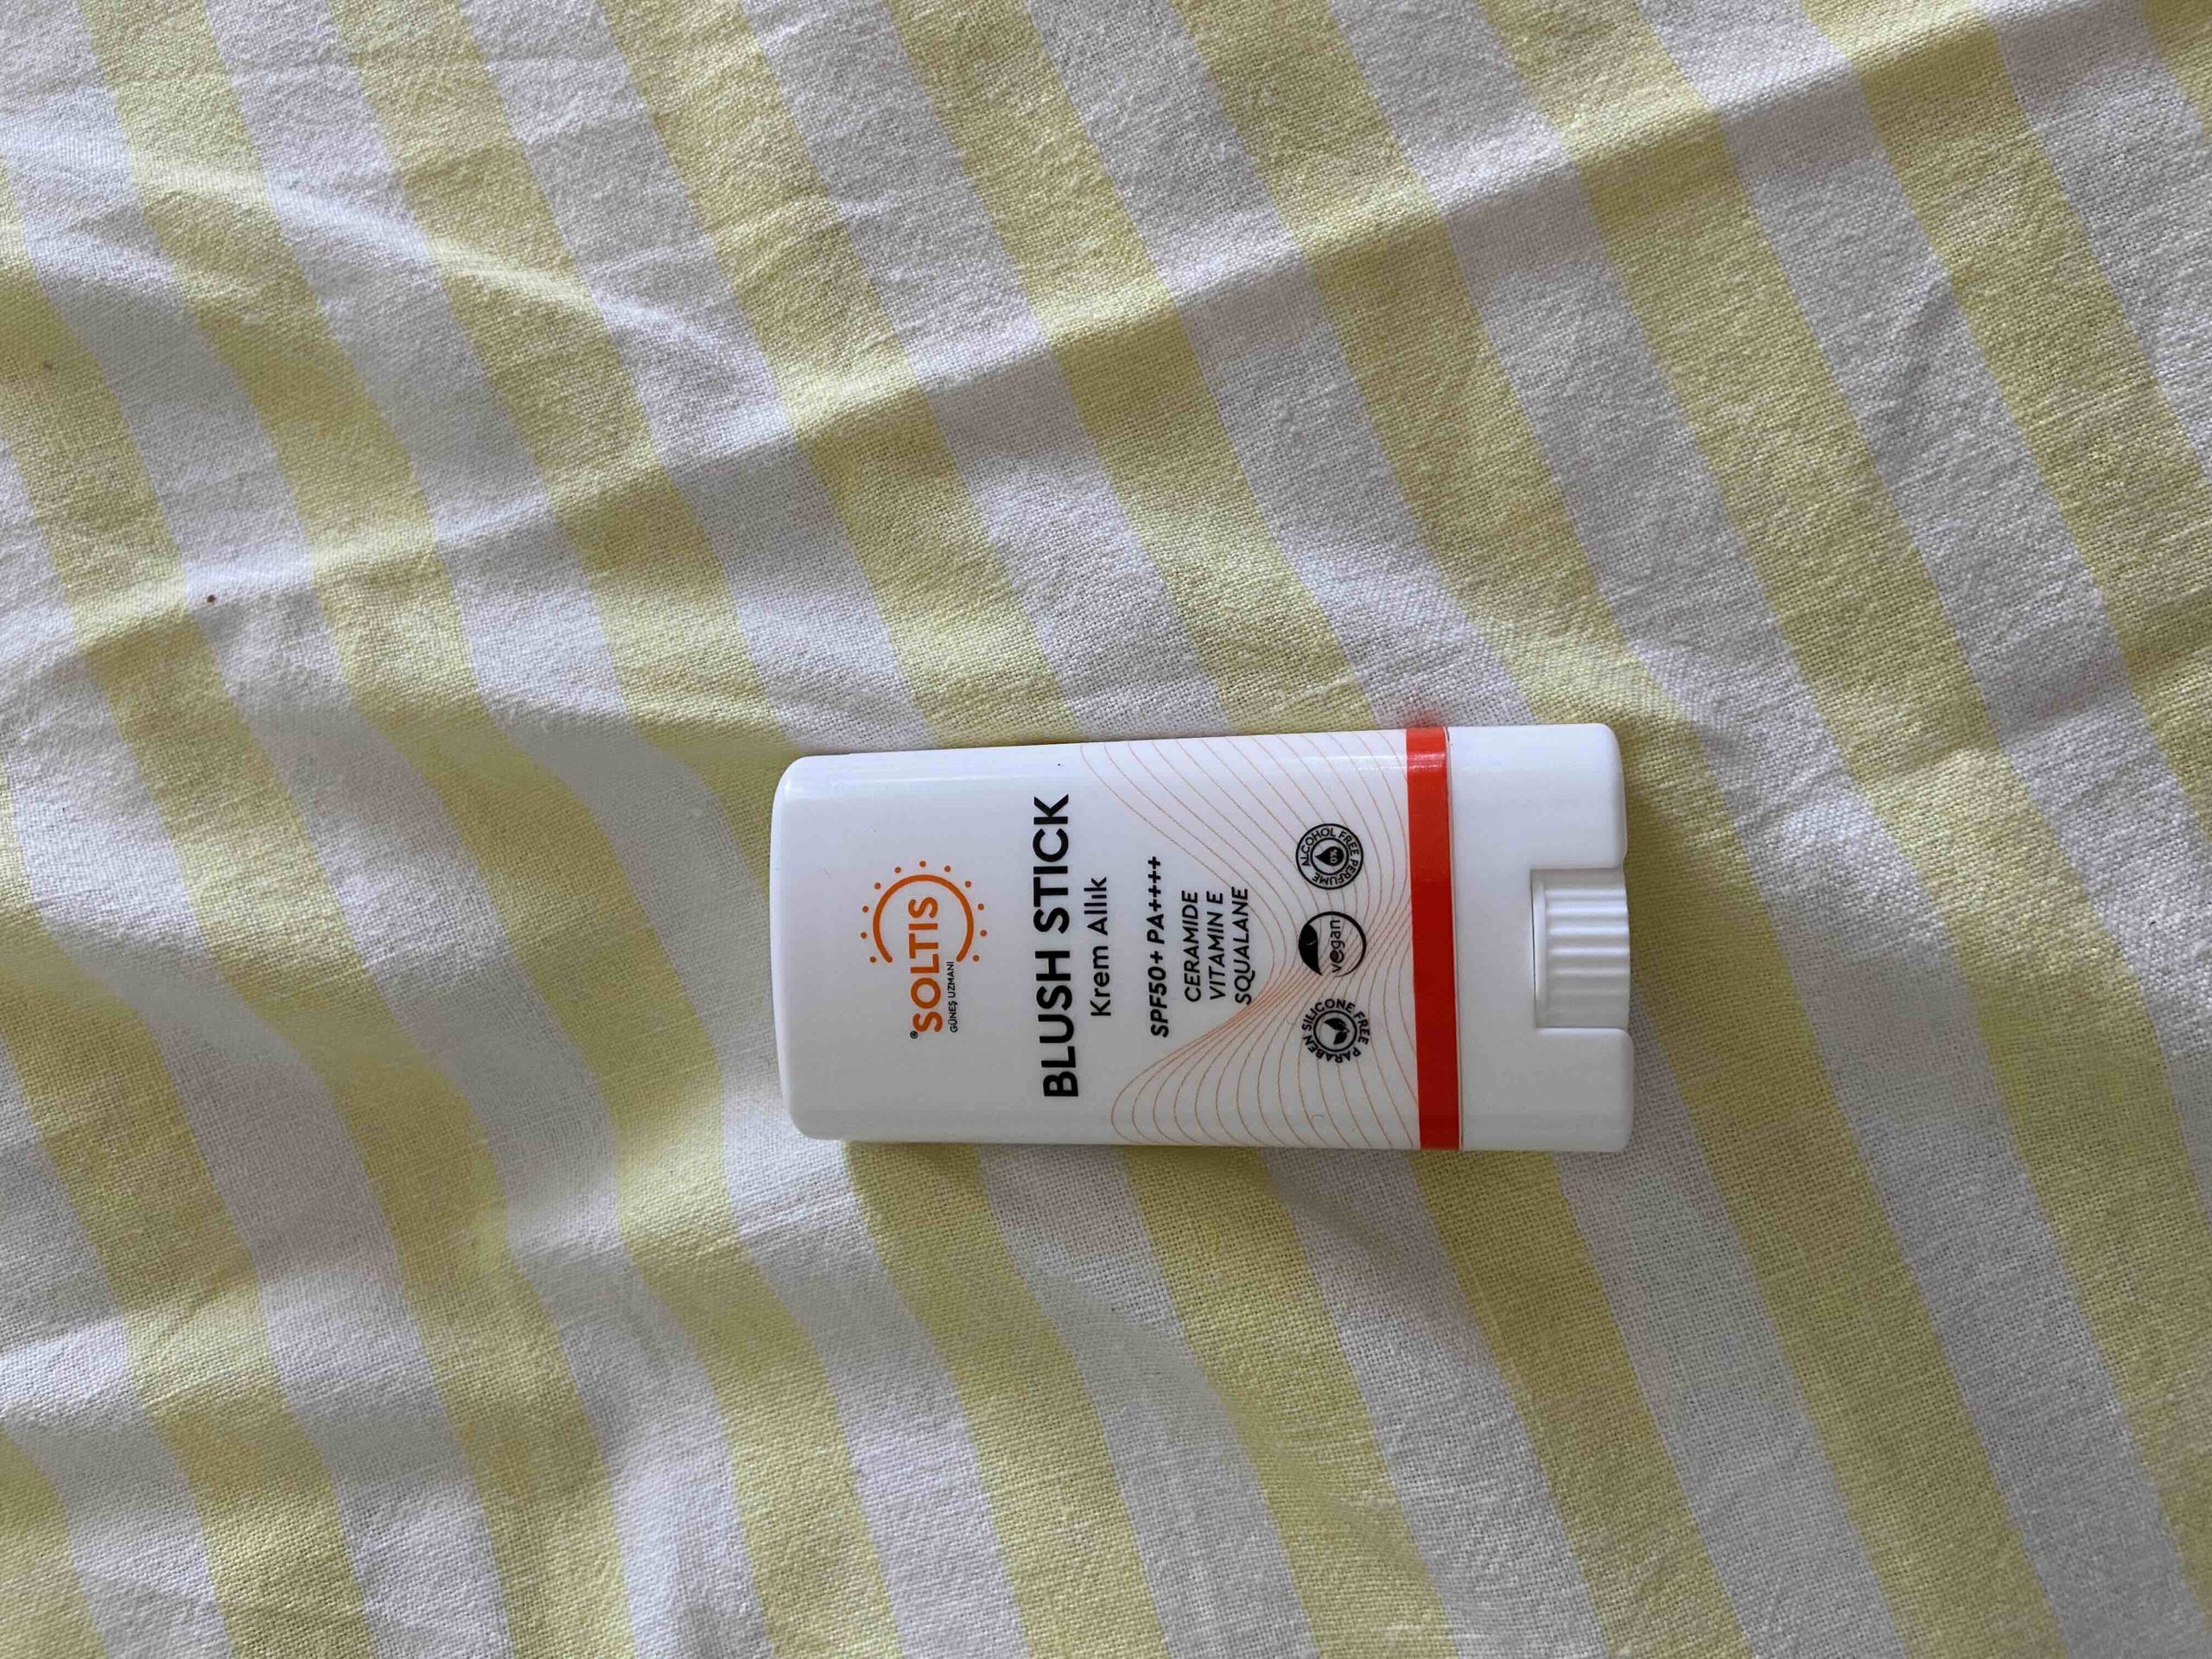 ®SOLTIS
GÜNEŞ UZMANI
BLUSH STICK
Krem Allık
SPF50+ PA++++
CERAMIDE
VITAMIN E
SQUALANE
SILICONE FREE PARABEN
vegan
ALCOHOL FREE PERFUME
0%